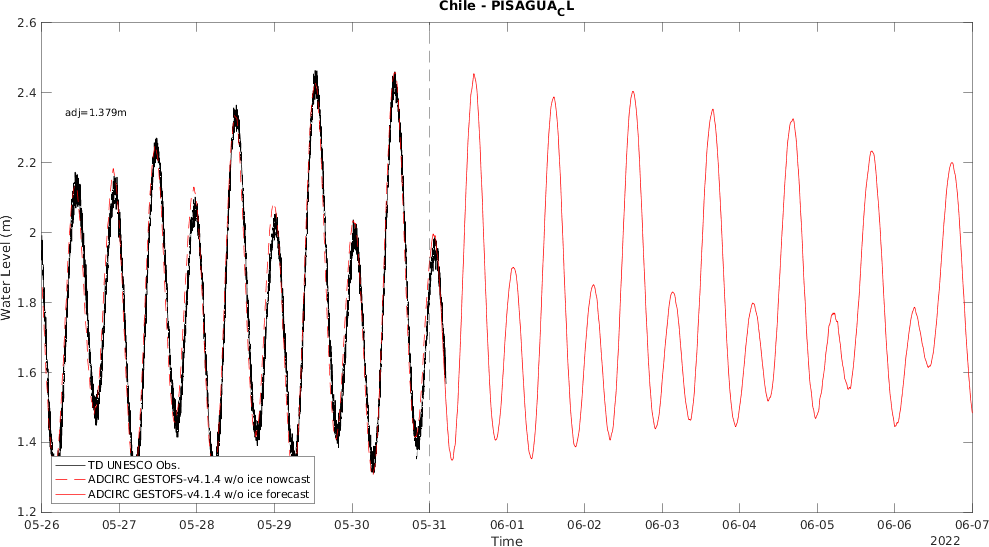 Chile - PISAGUA_CL
2.6
2.4
2.2
2
1.8
1.6
1.4
1.2
Water Level (m)
adj=1.379m
TD UNESCO Obs.
ADCIRC GESTOFS-v4.1.4 w/o ice nowcast
ADCIRC GESTOFS-v4.1.4 w/o ice forecast
05-26 05-27 05-28 05-29 05-30 05-31 06-01 06-02 06-03 06-04 06-05 06-06 06-07
Time
2022